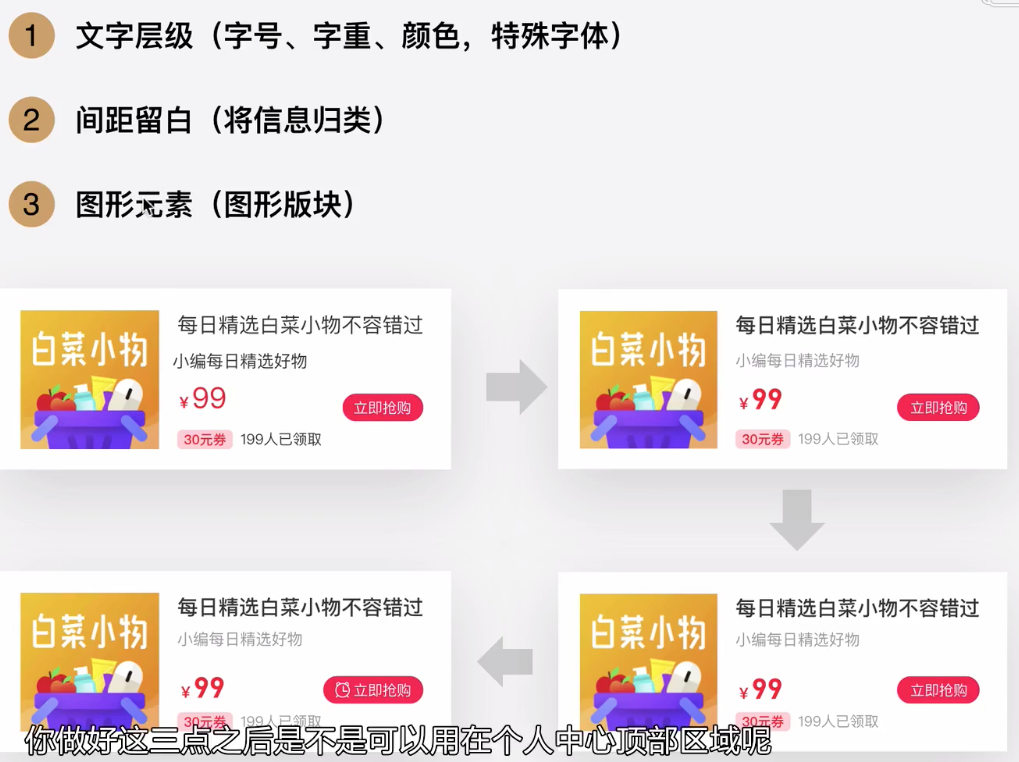 1 文字层级（字号、字重、颜色，特殊字体）
2 间距留白（将信息归类）
3 图形元素（图形版块）
白菜小物
每日精选白菜小物不容错过
小编每日精选好物
¥99
立即抢购
30元券 199人已领取
白菜小物
每日精选白菜小物不容错过
小编每日精选好物
¥99
立即抢购
30元券 199人已领取
白菜小物
每日精选白菜小物不容错过
小编每日精选好物
¥99
立即抢购
30元券 199人已领取
白菜小物
每日精选白菜小物不容错过
小编每日精选好物
¥99
立即抢购
30元券 199人已领取
你做好这三点之后是不是可以用在个人中心顶部区域呢